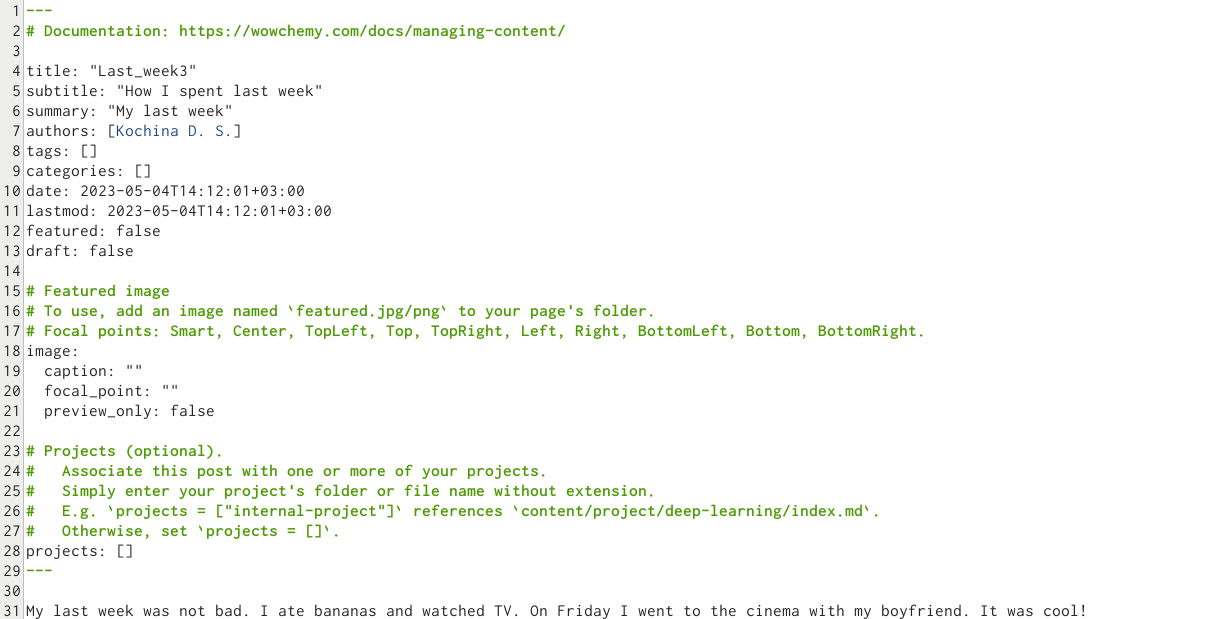 1 ---
2 # Documentation: https://wowchemy.com/docs/managing-content/
3
4 title: "Last_week3"
5 subtitle: "How I spent last week"
6 summary: "My last week"
7 authors: [Kochina D. S.]
8 tags: []
9 categories: []
10 date: 2023-05-04T14:12:01+03:00
11 lastmod: 2023-05-04T14:12:01+03:00
12 featured: false
13 draft: false
14
15 # Featured image
16 # To use, add an image named `featured.jpg/png` to your page's folder.
17 # Focal points: Smart, Center, TopLeft, Top, TopRight, Left, Right, BottomLeft, Bottom, BottomRight.
18 image:
19   caption: ""
20   focal_point: ""
21   preview_only: false
22
23 # Projects (optional).
24 #   Associate this post with one or more of your projects.
25 #   Simply enter your project's folder or file name without extension.
26 #   E.g. `projects = ["internal-project"]` references `content/project/deep-learning/index.md`.
27 #   Otherwise, set `projects = []`.
28 projects: []
29 ---
30
31 My last week was not bad. I ate bananas and watched TV. On Friday I went to the cinema with my boyfriend. It was cool!